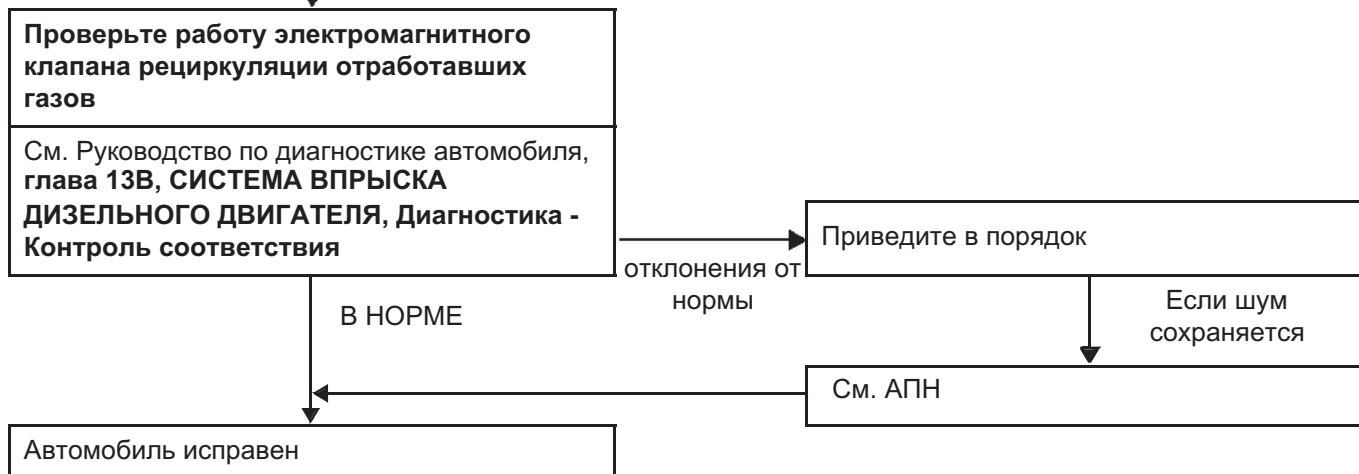 Проверьте работу электромагнитного
клапана рециркуляции отработавших
газов
См. Руководство по диагностике автомобиля,
глава 13B, СИСТЕМА ВПРЫСКА
ДИЗЕЛЬНОГО ДВИГАТЕЛЯ, Диагностика -
Контроль соответствия
отклонения от
нормы
Приведите в порядок
В НОРМЕ
Если шум
сохраняется
См. АПН
Автомобиль исправен